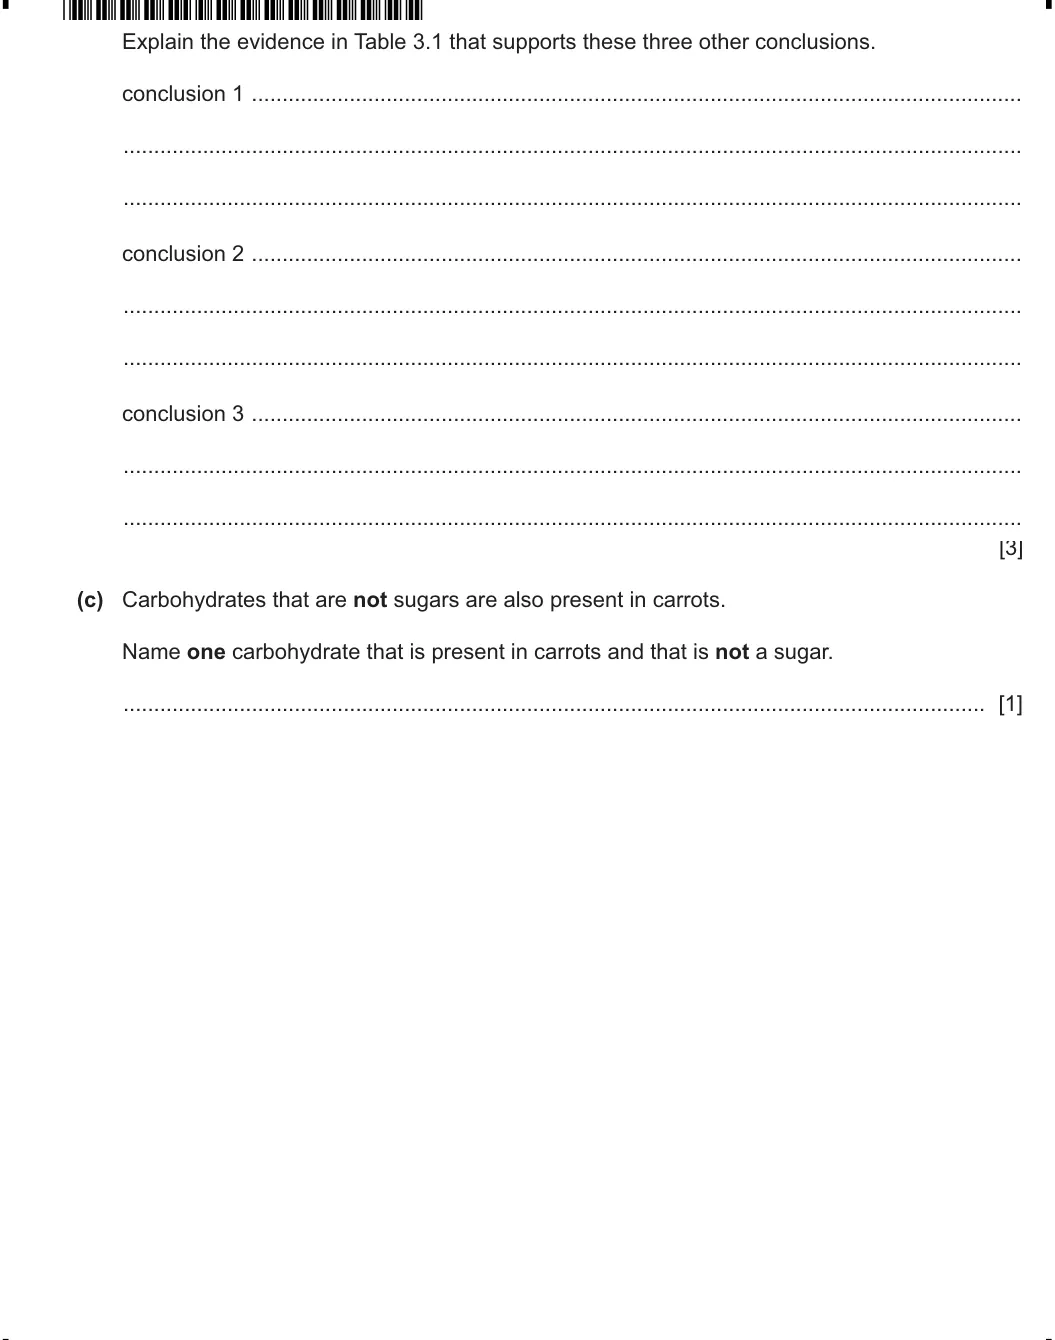 Explain the evidence in Table 3.1 that supports these three other conclusions.
conclusion 1 ..............................................................................................................................
...................................................................................................................................................
...................................................................................................................................................
conclusion 2 ..............................................................................................................................
...................................................................................................................................................
...................................................................................................................................................
conclusion 3 ..............................................................................................................................
...................................................................................................................................................
...................................................................................................................................................
[3]
(c) Carbohydrates that are not sugars are also present in carrots.
Name one carbohydrate that is present in carrots and that is not a sugar.
............................................................................................................................................. [1]